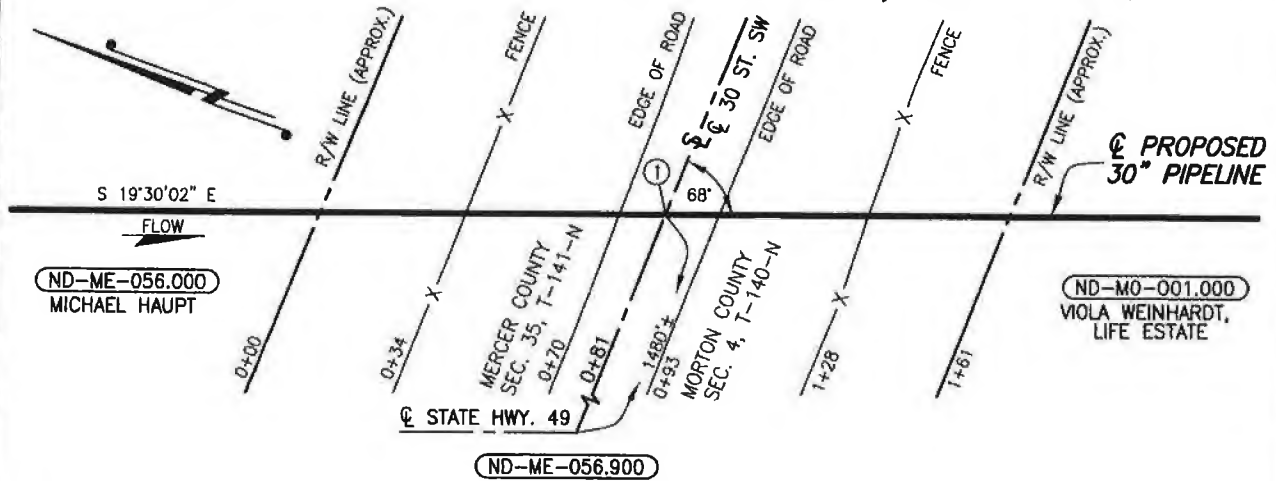 R/W LINE (APPROX.)
FENCE
X
EDGE OF ROAD
℄ 30 ST. SW
EDGE OF ROAD
FENCE
X
R/W LINE (APPROX.)
℄ PROPOSED
30" PIPELINE
S 19°30'02" E
FLOW
1
68°
ND-ME-056.000
MICHAEL HAUPT
ND-MO-001.000
VIOLA WEINHARDT,
LIFE ESTATE
0+00
X
0+34
MERCER COUNTY
SEC. 35, T-141-N
0+70
0+81
1480'±
0+93
MORTON COUNTY
SEC. 4, T-140-N
X
1+28
1+61
℄ STATE HWY. 49
ND-ME-056.900